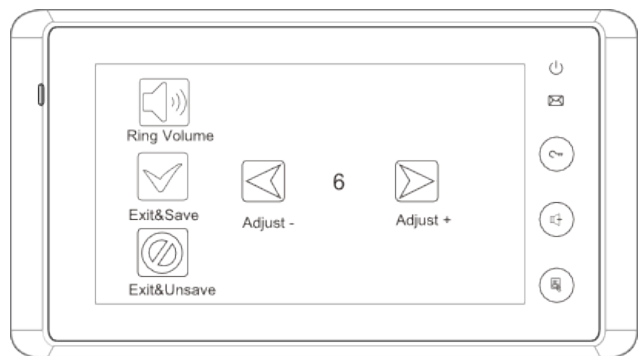 Ring Volume
Exit&Save
Adjust -
6
Adjust +
Exit&Unsave